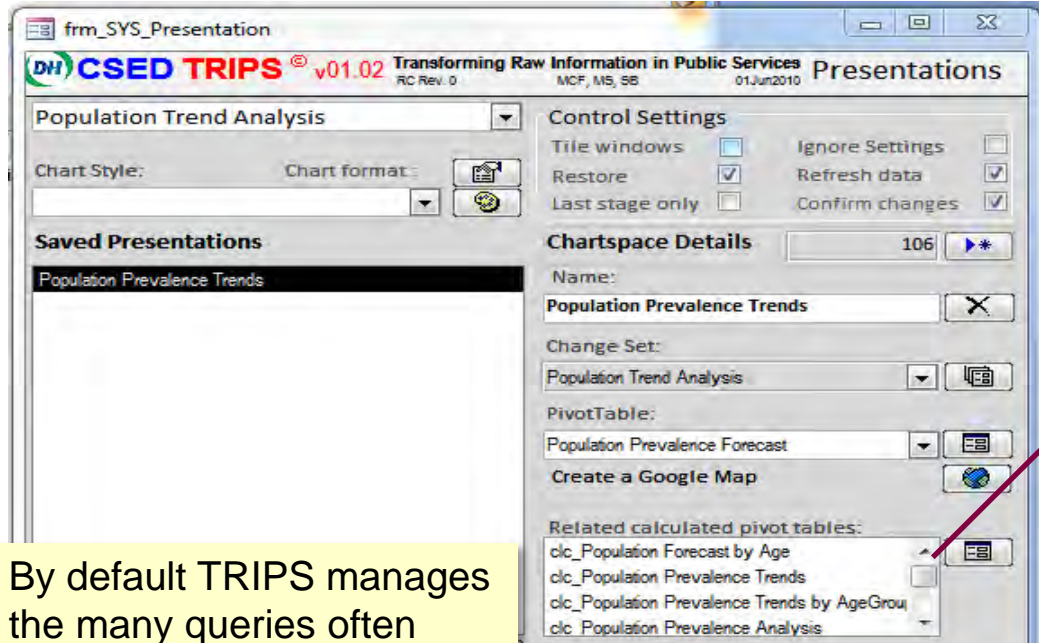 frm_SYS_Presentation
DH CSED TRIPS © v01.02 Transforming Raw Information in Public Services Presentations
RC Rev. 0 MCF, MS, SB 01Jun2010
Population Trend Analysis
Chart Style: Chart format:
Saved Presentations
Population Prevalence Trends
Control Settings
Tile windows Ignore Settings
Restore Refresh data
Last stage only Confirm changes
Chartspace Details 106
Name:
Population Prevalence Trends
Change Set:
Population Trend Analysis
PivotTable:
Population Prevalence Forecast
Create a Google Map
Related calculated pivot tables:
clc_Population Forecast by Age
clc_Population Prevalence Trends
clc_Population Prevalence Trends by AgeGrou
clc_Population Prevalence Analysis
By default TRIPS manages
the many queries often